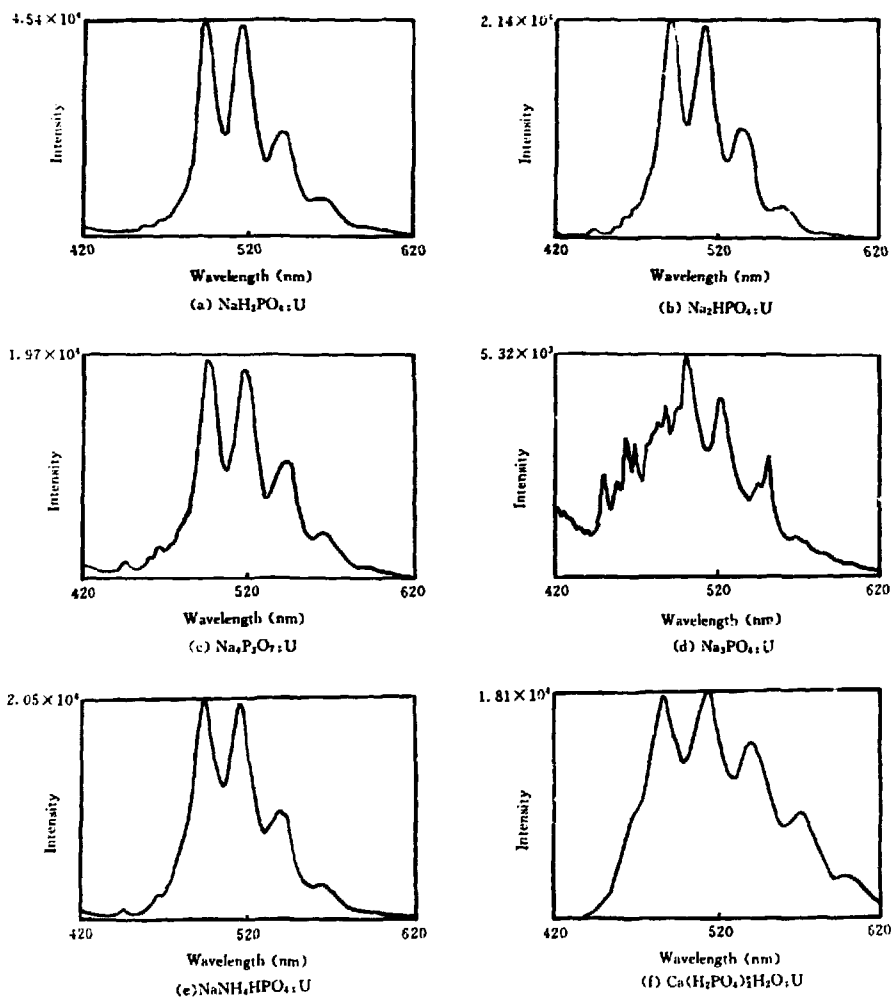 4.54×10⁴
Intensity
420 520 620
Wavelength (nm)
(a) NaH₂PO₄:U
2.14×10⁴
Intensity
420 520 620
Wavelength (nm)
(b) Na₂HPO₄:U
1.97×10⁴
Intensity
420 520 620
Wavelength (nm)
(c) Na₄P₂O₇:U
5.32×10³
Intensity
420 520 620
Wavelength (nm)
(d) Na₃PO₄:U
2.05×10⁴
Intensity
420 520 620
Wavelength (nm)
(e)NaNH₄HPO₄:U
1.81×10⁴
Intensity
420 520 620
Wavelength (nm)
(f) Ca(H₂PO₄)₂H₂O:U